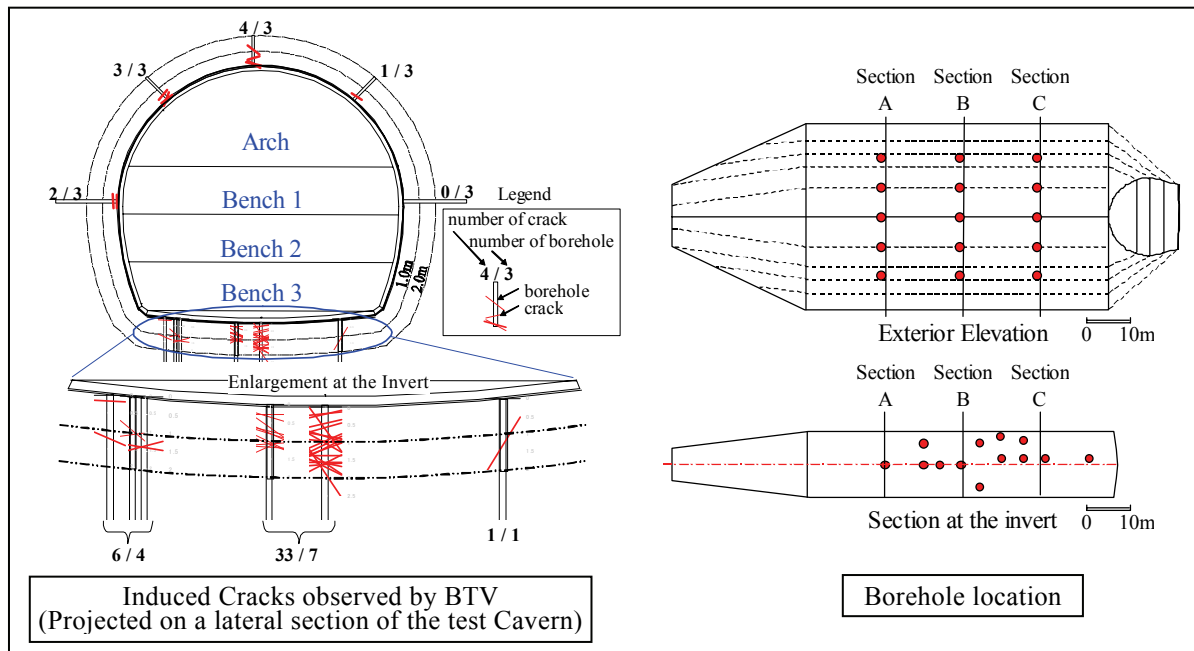 4 / 3
3 / 3
1 / 3
Arch
2 / 3
0 / 3
Bench 1
Bench 2
Bench 3
1.0m
2.0m
Legend
number of crack
number of borehole
4 / 3
borehole
crack
Enlargement at the Invert
6 / 4
33 / 7
1 / 1
Induced Cracks observed by BTV
(Projected on a lateral section of the test Cavern)
Section Section Section
A B C
Exterior Elevation
0 10m
Section Section Section
A B C
Section at the invert
0 10m
Borehole location